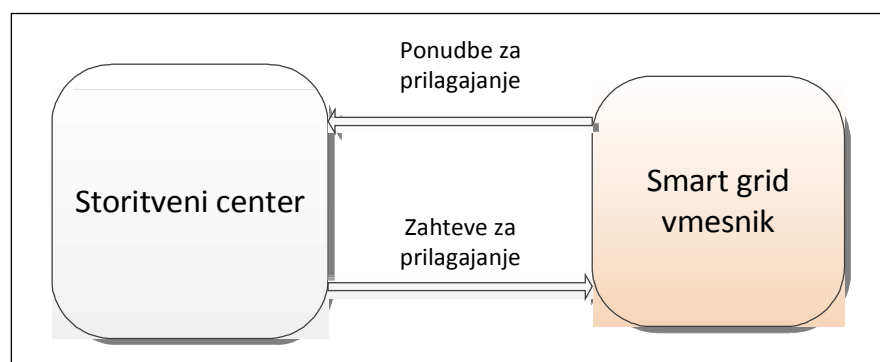 Ponudbe za
prilagajanje
Storitveni center
Smart grid
vmesnik
Zahteve za
prilagajanje